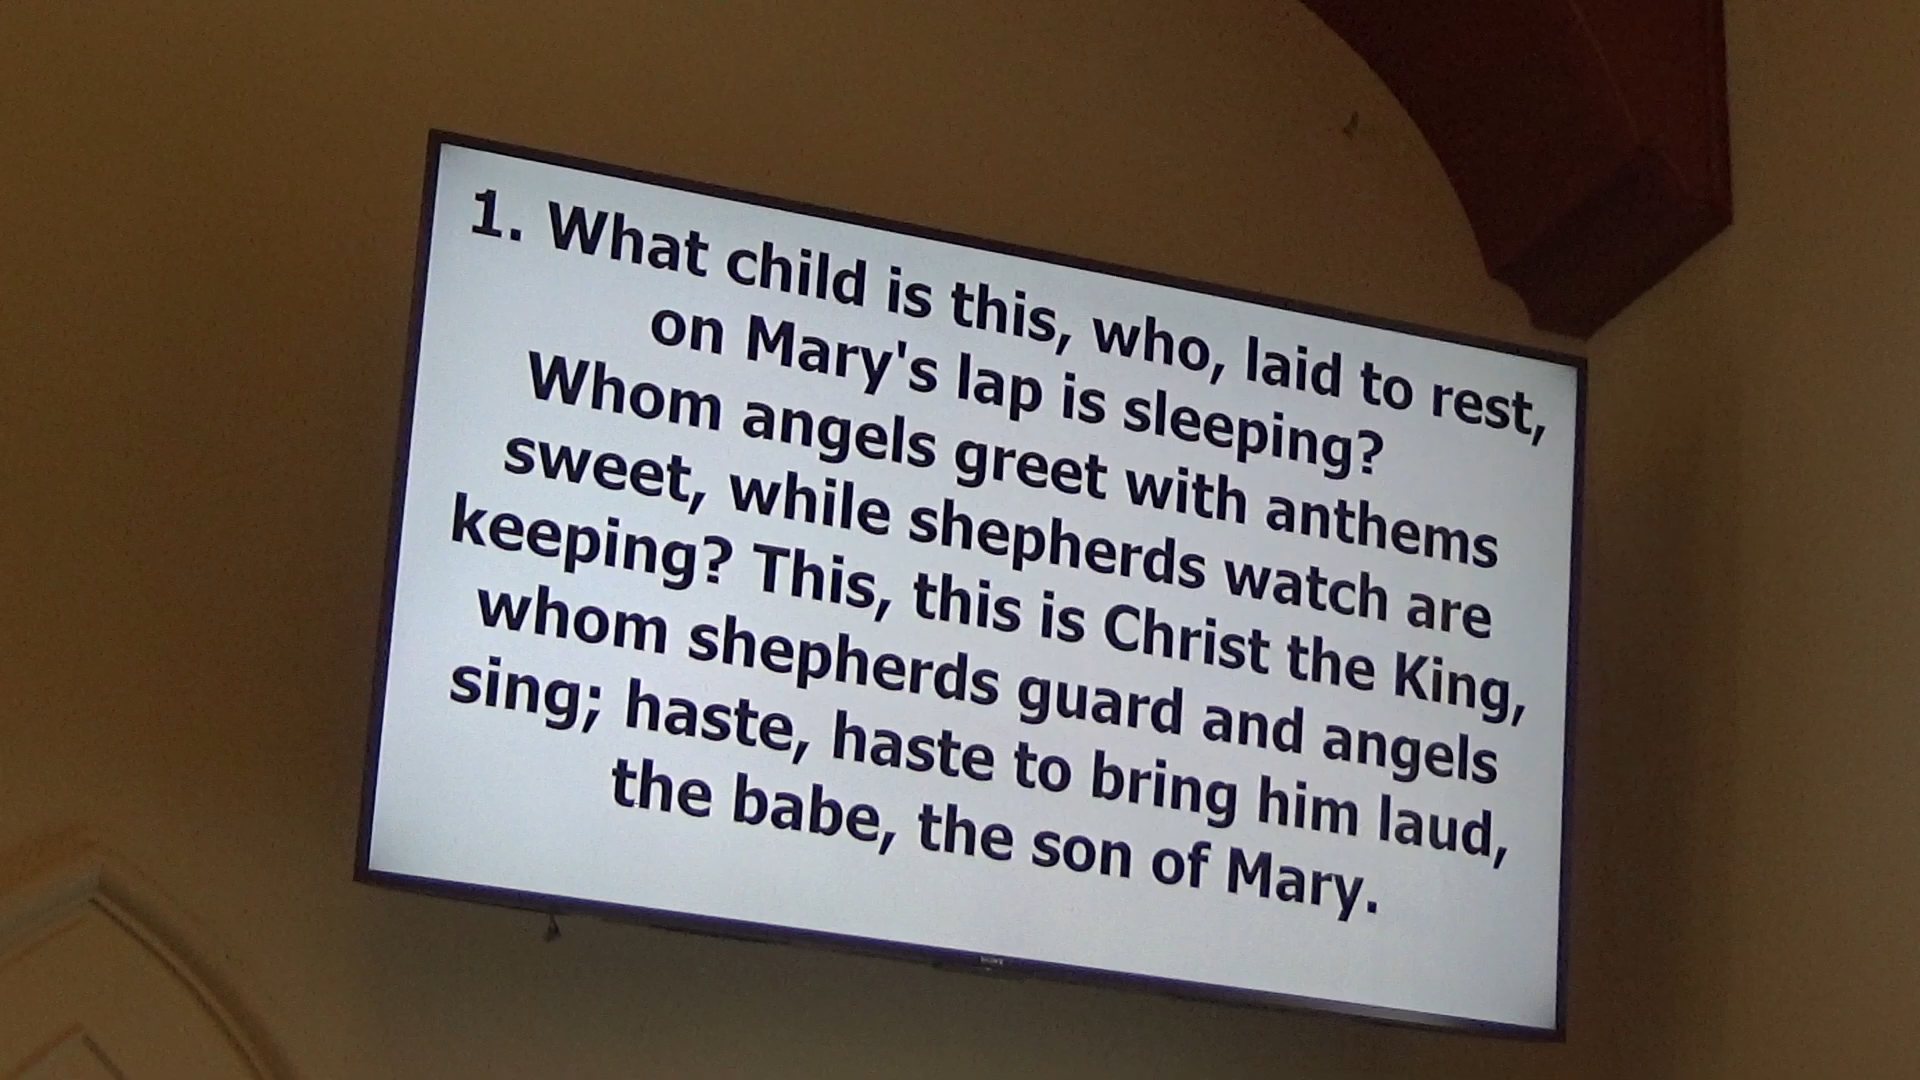 1. What child is this, who, laid to rest,
on Mary's lap is sleeping?
Whom angels greet with anthems
sweet, while shepherds watch are
keeping? This, this is Christ the King,
whom shepherds guard and angels
sing; haste, haste to bring him laud,
the babe, the son of Mary.